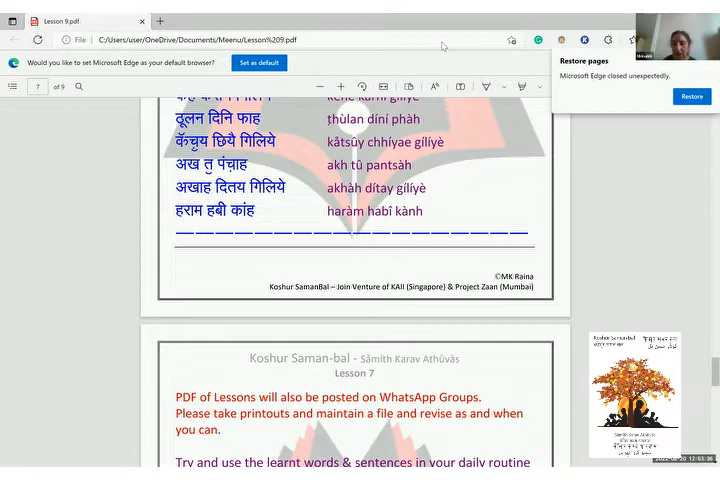 Lesson 9.pdf
File
C:/Users/user/OneDrive/Documents/Meenu/Lesson%209.pdf
Would you like to set Microsoft Edge as your default browser?
Set as default
Restore pages
Microsoft Edge closed unexpectedly.
Restore
7
of 9
ठूलन दिनि फाह
ṭhùlan díní phàh
कॅचु़य छियै गिलिये
kâtsûy chhíyae gílíyè
अख तु़ पंचा़ह
akh tû pantsàh
अखाह दितय गिलिये
akhàh dítay gílíyè
हराम हबी कांह
haràm habî kành
©MK Raina
Koshur SamanBal – Join Venture of KAII (Singapore) & Project Zaan (Mumbai)
Koshur Saman-bal - Sâmíth Karav Athûvàs
Lesson 7
PDF of Lessons will also be posted on WhatsApp Groups.
Please take printouts and maintain a file and revise as and when
you can.
Try and use the learnt words & sentences in your daily routine
Koshur Saman-bal